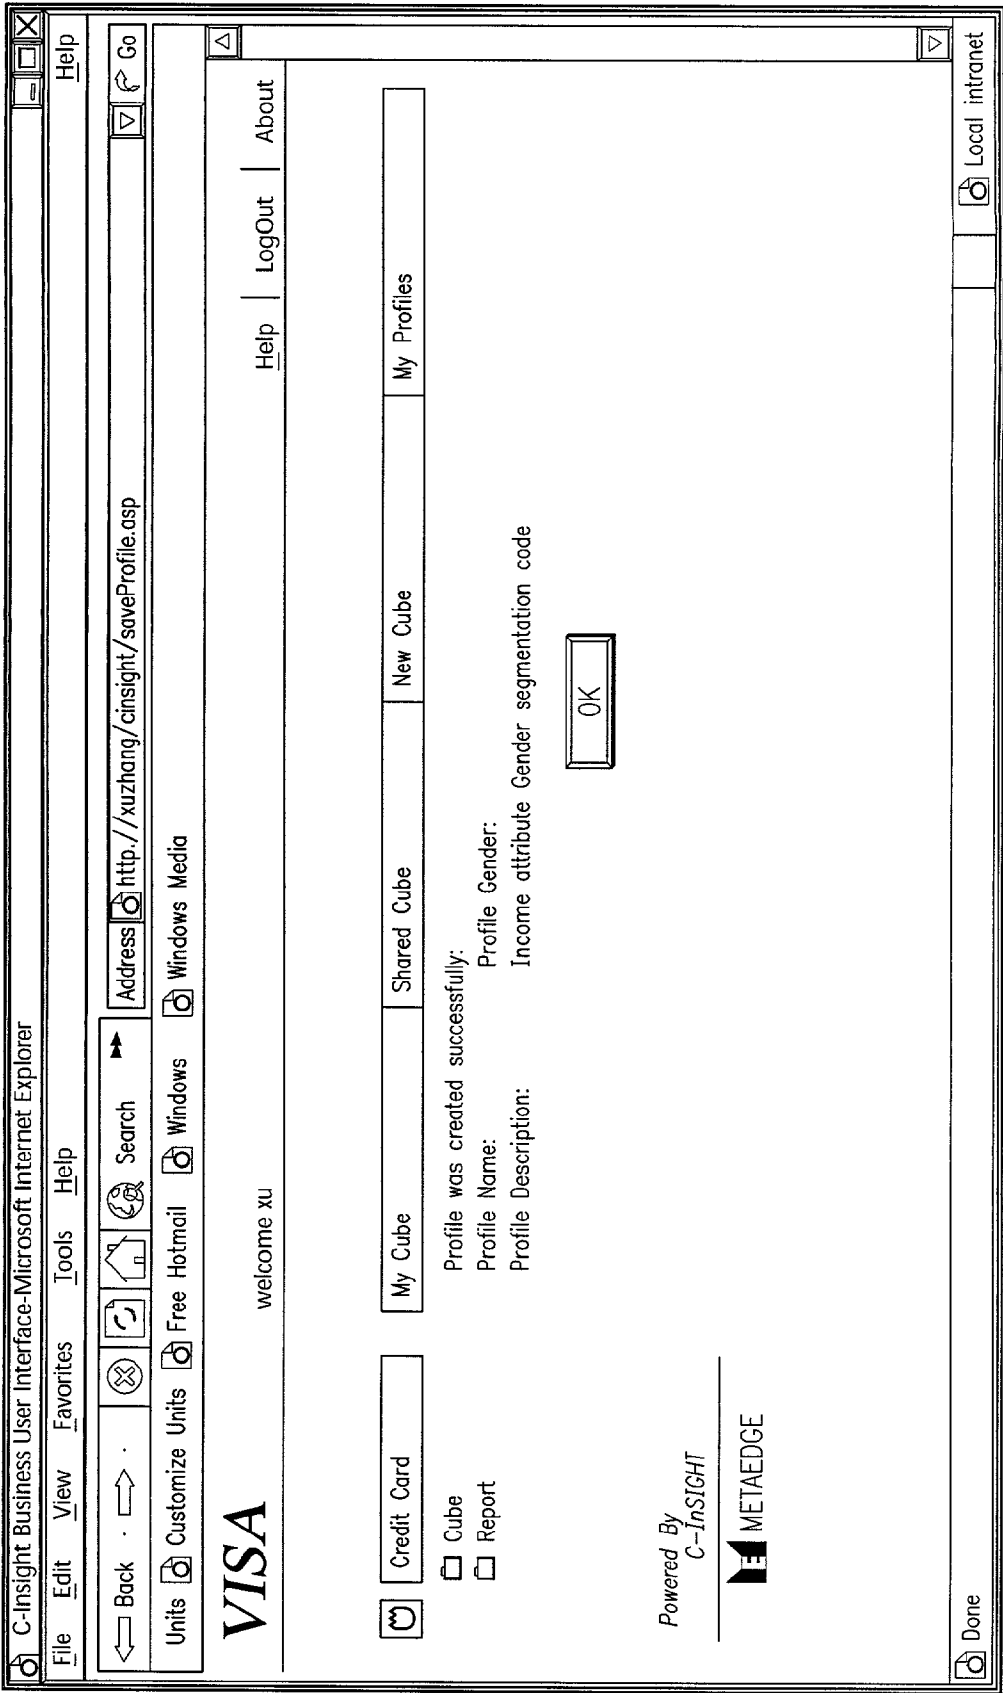 C-Insight Business User Interface-Microsoft Internet Explorer
File Edit View Favorites Tools Help Help
Back Search Address http.//xuzhang/cinsight/saveProfile.asp Go
Units Customize Units Free Hotmail Windows Windows Media
VISA welcome xu Help | LogOut | About
Credit Card My Cube Shared Cube New Cube My Profiles
Cube
Report
Profile was created successfully:
Profile Name: Profile Gender:
Profile Description: Income attribute Gender segmentation code
OK
Powered By
C-InSIGHT
METAEDGE
Done Local intranet